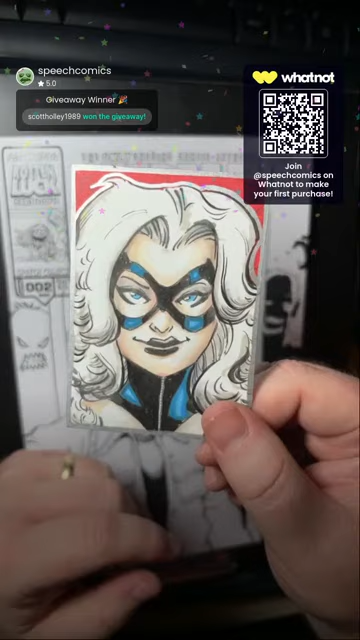 speechcomics
★ 5.0
Giveaway Winner 🎉
scottholley1989 won the giveaway!
whatnot
Join
@speechcomics on
Whatnot to make
your first purchase!
002